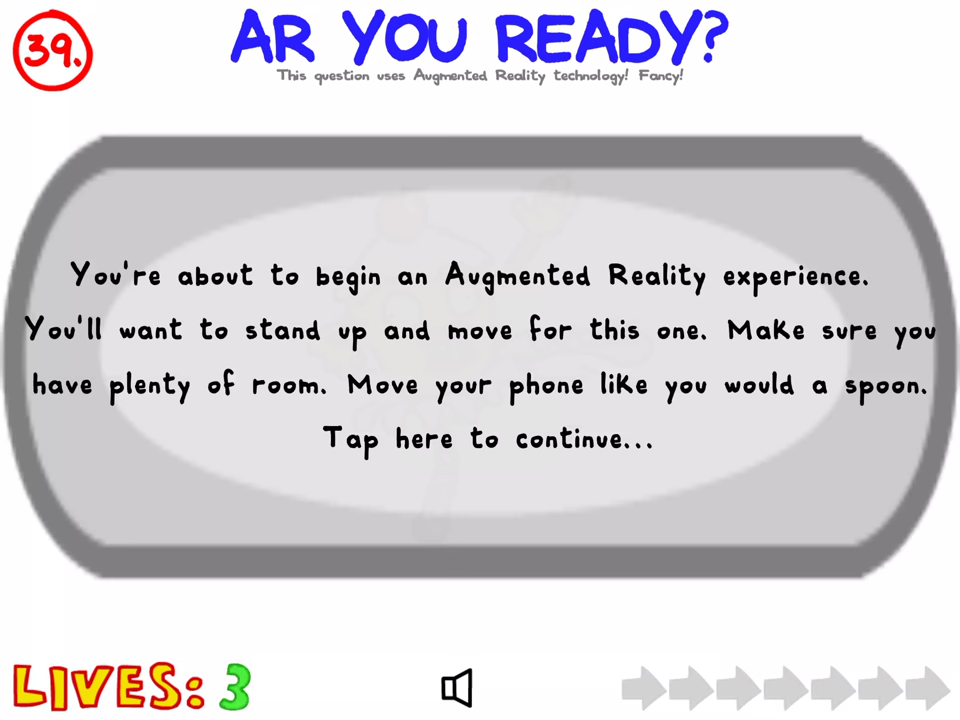 39.
AR YOU READY?
This question uses Augmented Reality technology! Fancy!
You're about to begin an Augmented Reality experience.
You'll want to stand up and move for this one. Make sure you
have plenty of room. Move your phone like you would a spoon.
Tap here to continue...
LIVES: 3